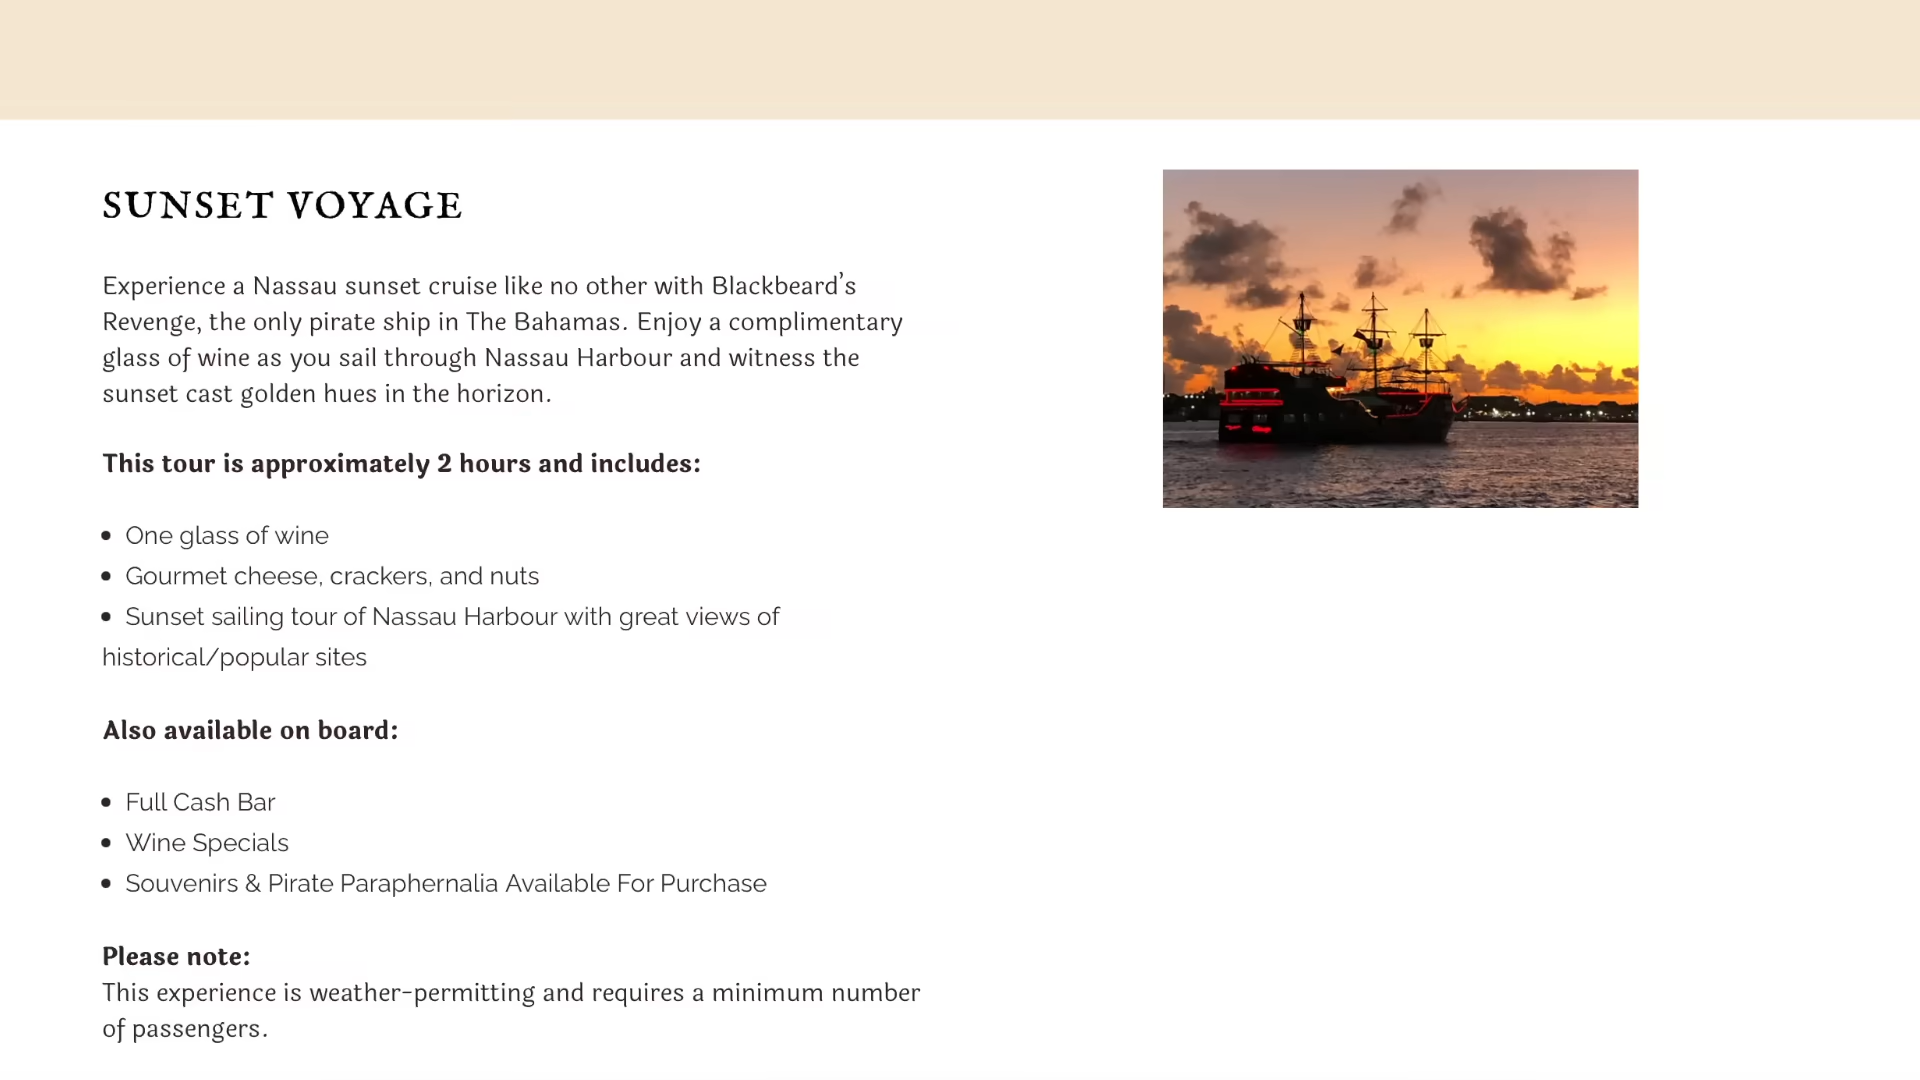 SUNSET VOYAGE
Experience a Nassau sunset cruise like no other with Blackbeard’s
Revenge, the only pirate ship in The Bahamas. Enjoy a complimentary
glass of wine as you sail through Nassau Harbour and witness the
sunset cast golden hues in the horizon.
This tour is approximately 2 hours and includes:
• One glass of wine
• Gourmet cheese, crackers, and nuts
• Sunset sailing tour of Nassau Harbour with great views of
historical/popular sites
Also available on board:
• Full Cash Bar
• Wine Specials
• Souvenirs & Pirate Paraphernalia Available For Purchase
Please note:
This experience is weather-permitting and requires a minimum number
of passengers.